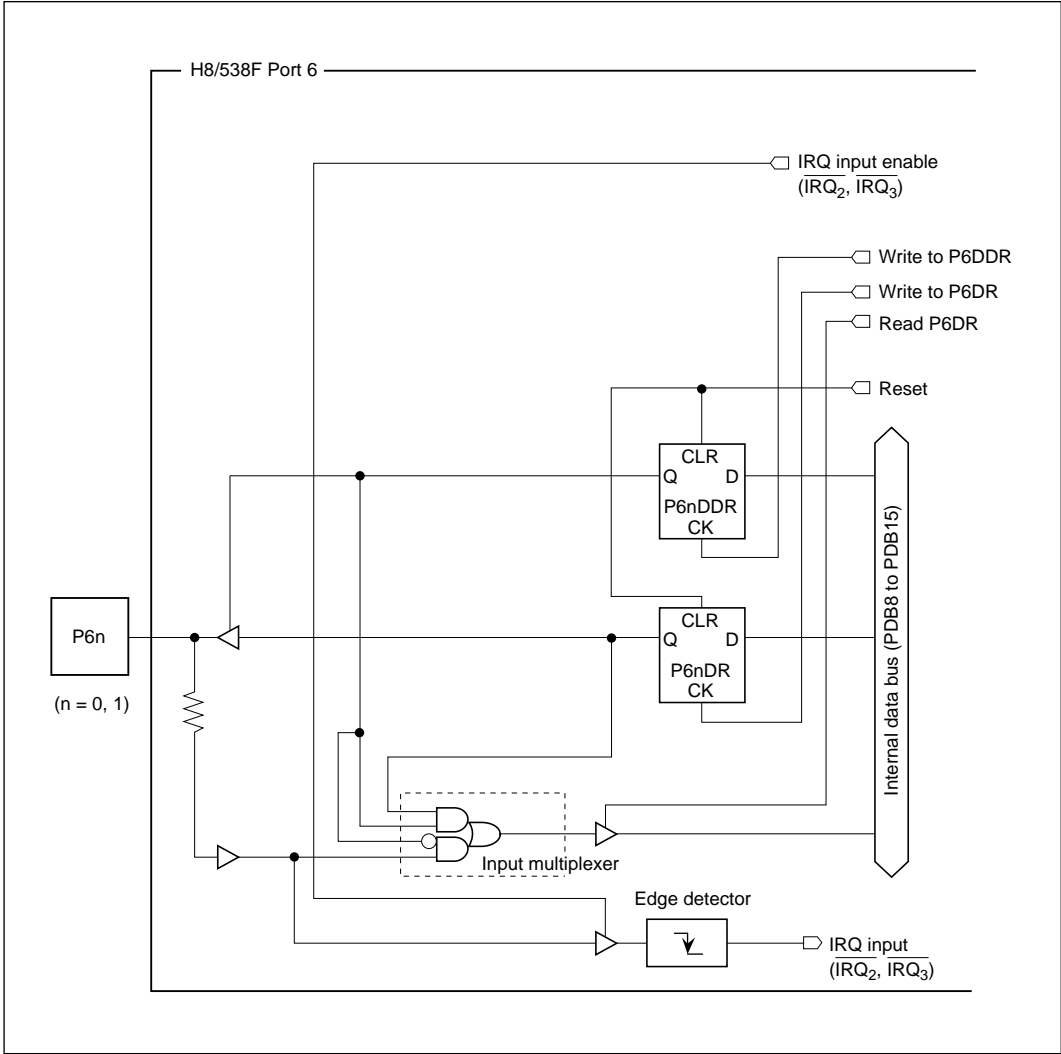 H8/538F Port 6
IRQ input enable
(IRQ2, IRQ3)
Write to P6DDR
Write to P6DR
Read P6DR
Reset
CLR
Q D
P6nDDR
CK
Internal data bus (PDB8 to PDB15)
P6n
(n = 0, 1)
CLR
Q D
P6nDR
CK
Input multiplexer
Edge detector
IRQ input
(IRQ2, IRQ3)